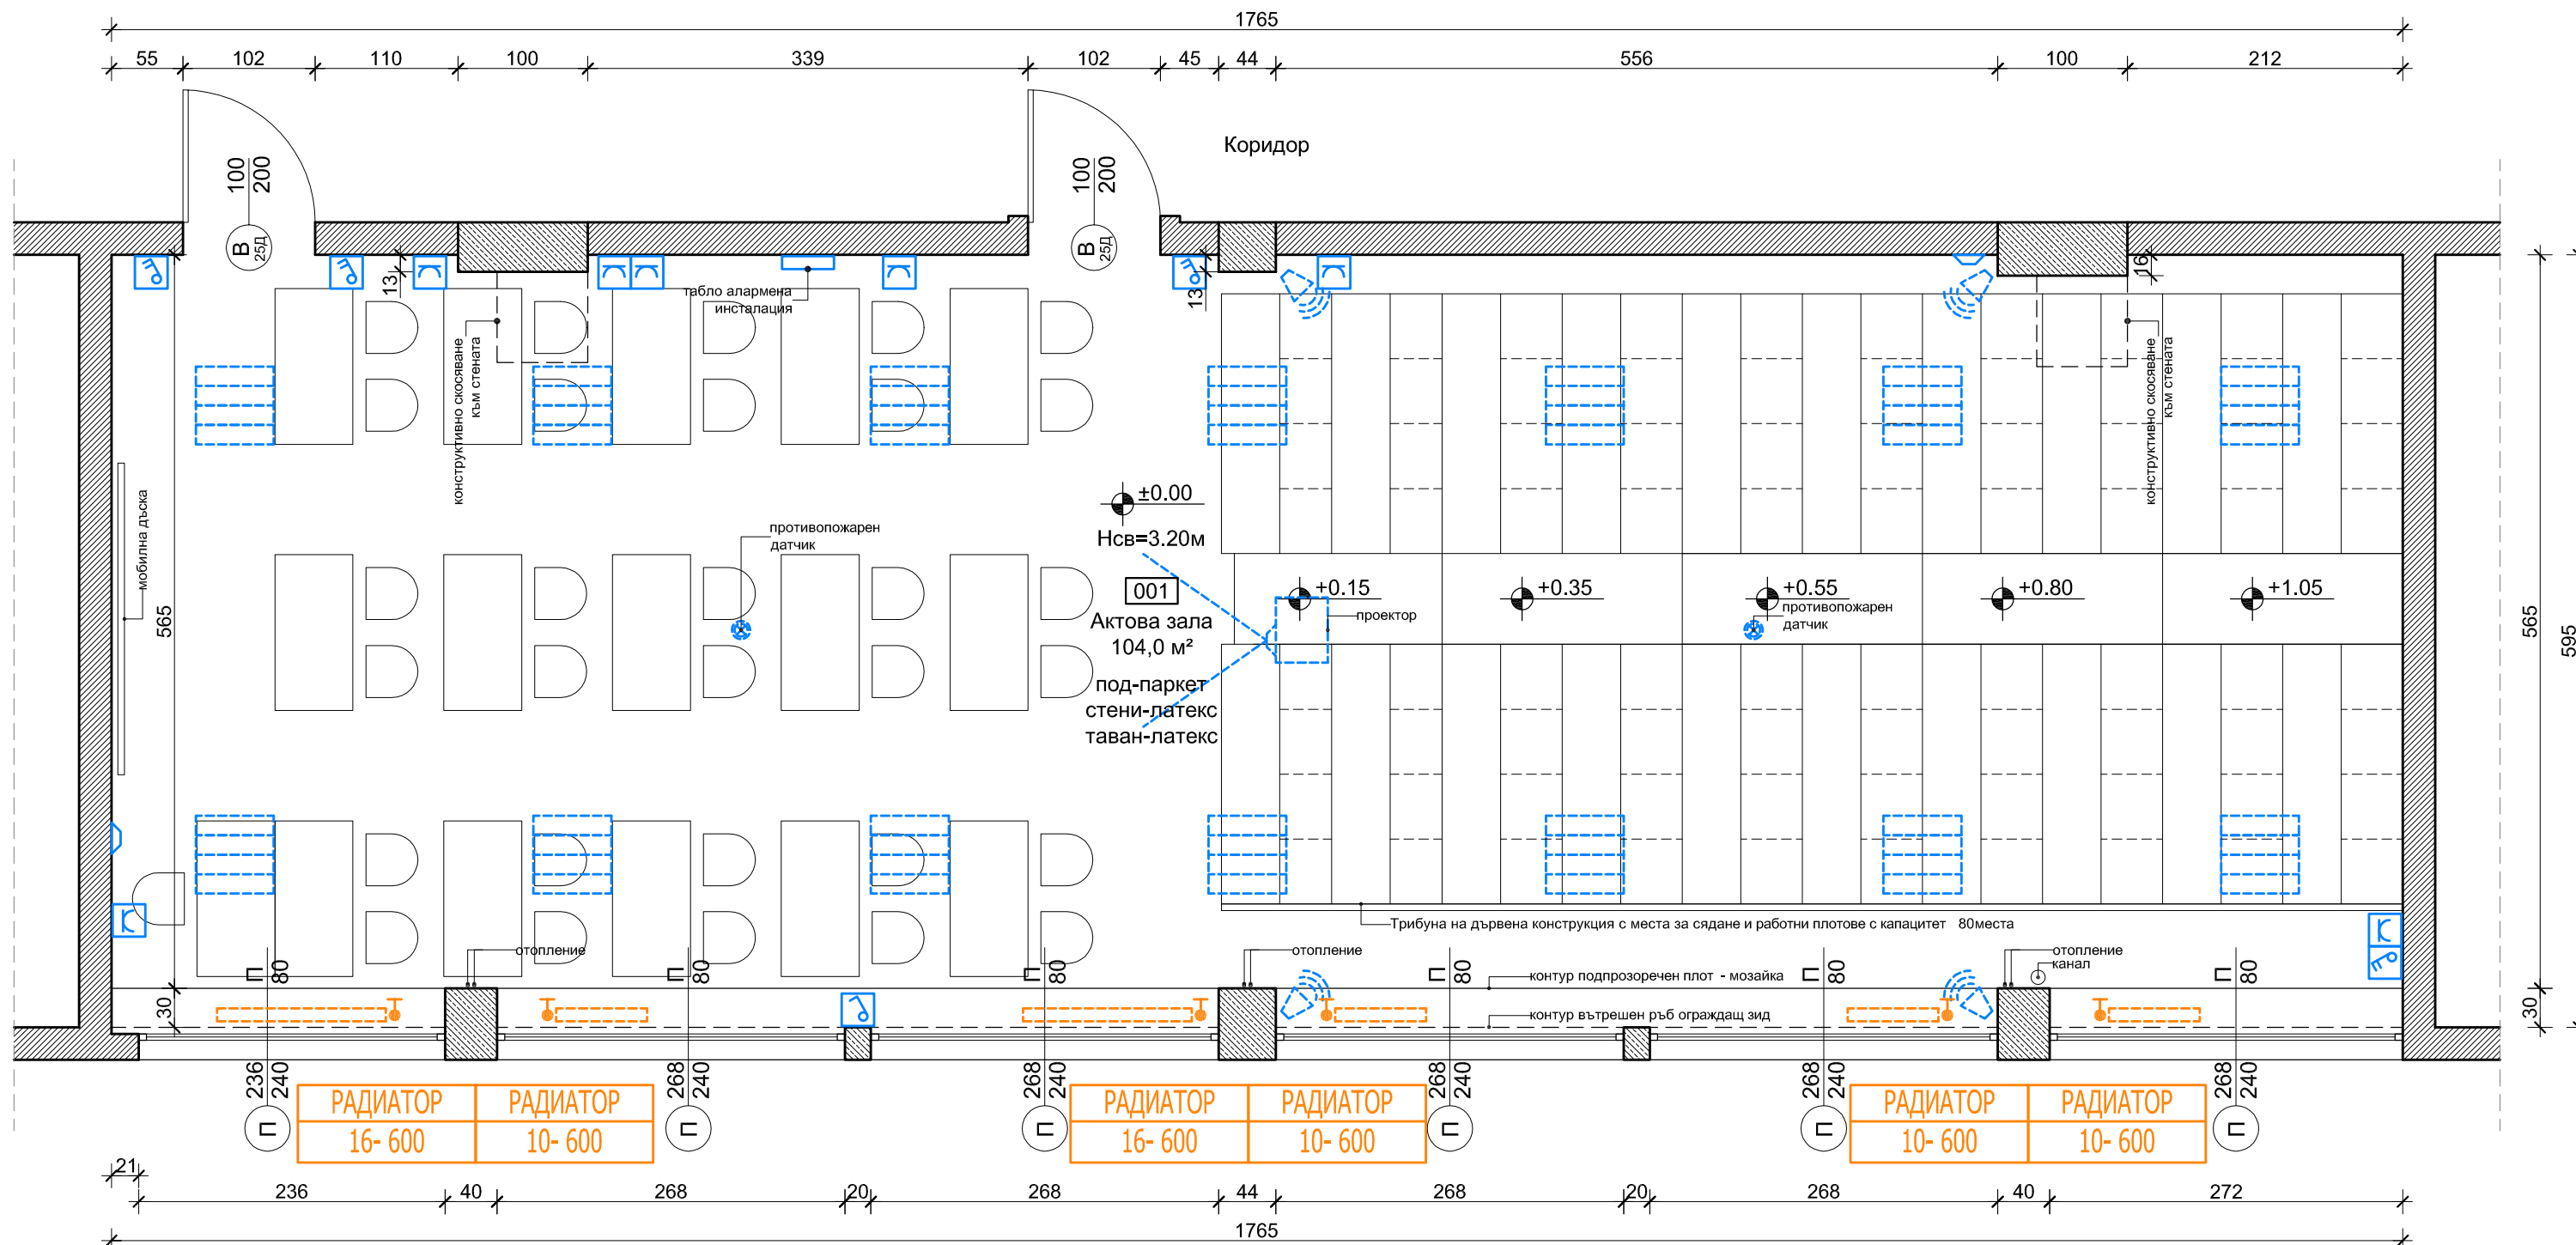 1765
55 102 110 100 339 102 45 44 556 100 212
Коридор
100
200
В
25Д
100
200
В
25Д
13
табло алармена
инсталация
13
16
конструктивно скосяване
към стената
конструктивно скосяване
към стената
мобилна дъска
565
противопожарен
датчик
±0.00
Нсв=3.20м
001
Актова зала
104,0 м²
под-паркет
стени-латекс
таван-латекс
+0.15
+0.35
+0.55
+0.80
+1.05
проектор
противопожарен
датчик
565
595
Трибуна на дървена конструкция с места за сядане и работни плотове с капацитет 80места
отопление
отопление
отопление
канал
П
80
П
80
П
80
П
80
П
80
П
80
контур подпрозоречен плот - мозайка
контур вътрешен ръб ограждащ зид
30
30
236
240
П
268
240
П
268
240
П
268
240
П
268
240
П
268
240
П
РАДИАТОР РАДИАТОР
16- 600 10- 600
РАДИАТОР РАДИАТОР
16- 600 10- 600
РАДИАТОР РАДИАТОР
10- 600 10- 600
21
236 40 268 20 268 44 268 20 268 40 272
1765